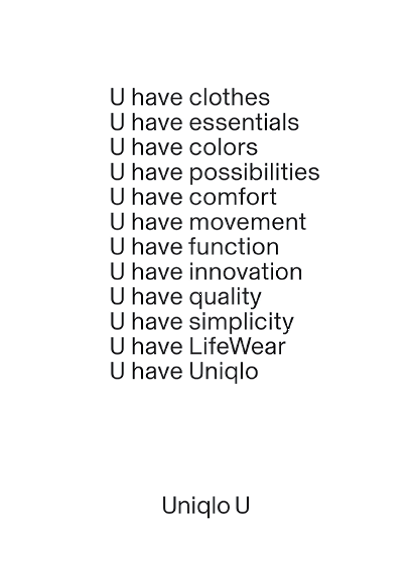 U have clothes
U have essentials
U have colors
U have possibilities
U have comfort
U have movement
U have function
U have innovation
U have quality
U have simplicity
U have LifeWear
U have Uniqlo
Uniqlo U